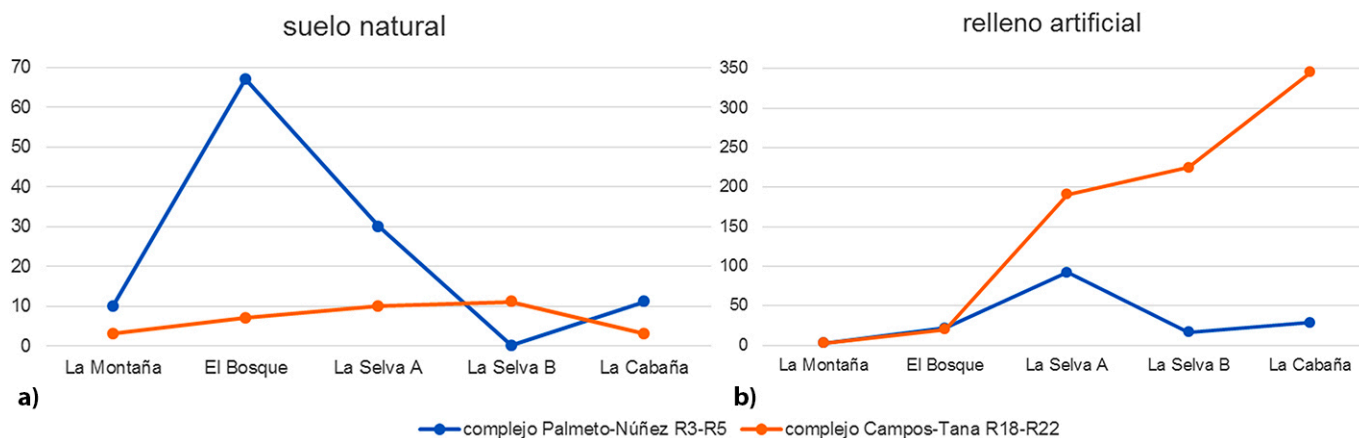 suelo natural
70
60
50
40
30
20
10
0
La Montaña El Bosque La Selva A La Selva B La Cabaña
a)
relleno artificial
350
300
250
200
150
100
50
0
La Montaña El Bosque La Selva A La Selva B La Cabaña
b)
complejo Palmeto-Núñez R3-R5 complejo Campos-Tana R18-R22